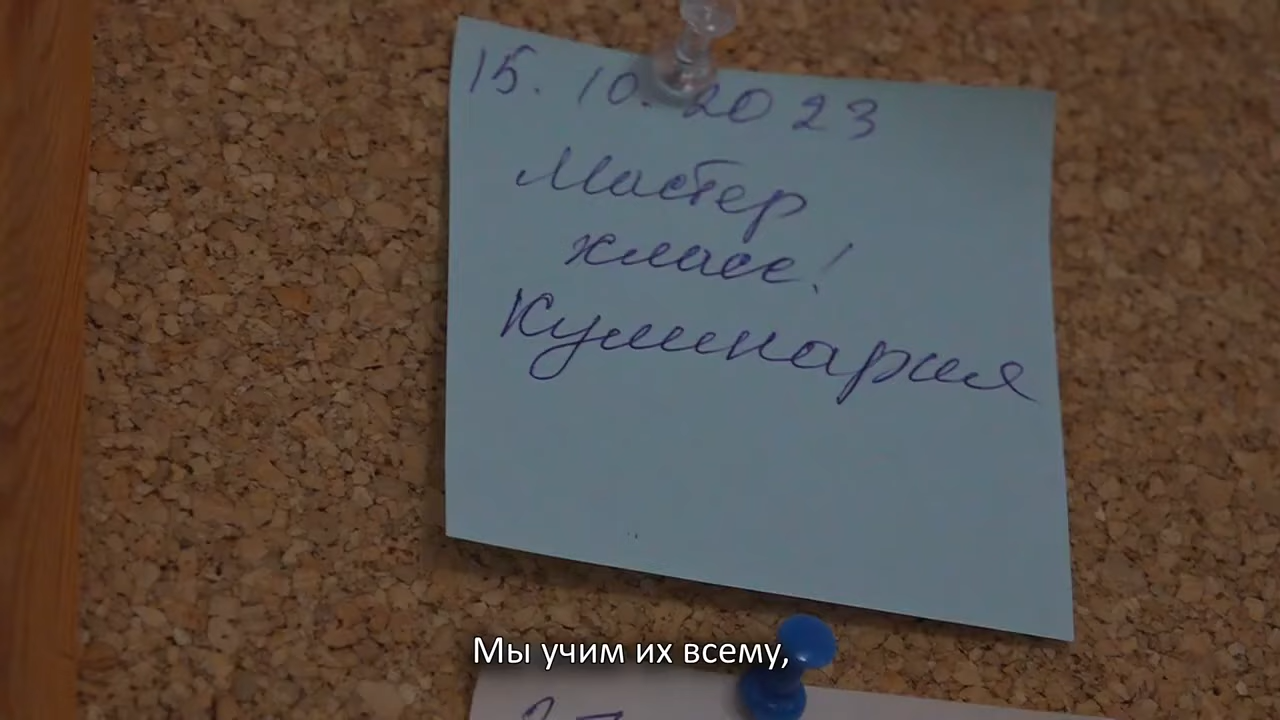 15.10.2023
Мастер
класс!
Кулинария
Мы учим их всему,